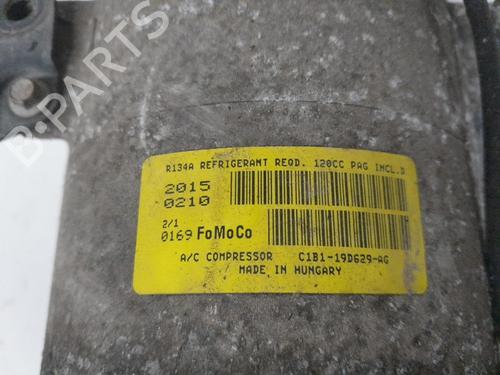 B-PARTS
R134A REFRIGERANT REQD. 120CC PAG INCL.D
2015
0210
2/1
0169 FoMoCo
A/C COMPRESSOR C1B1-19D629-AG
MADE IN HUNGARY